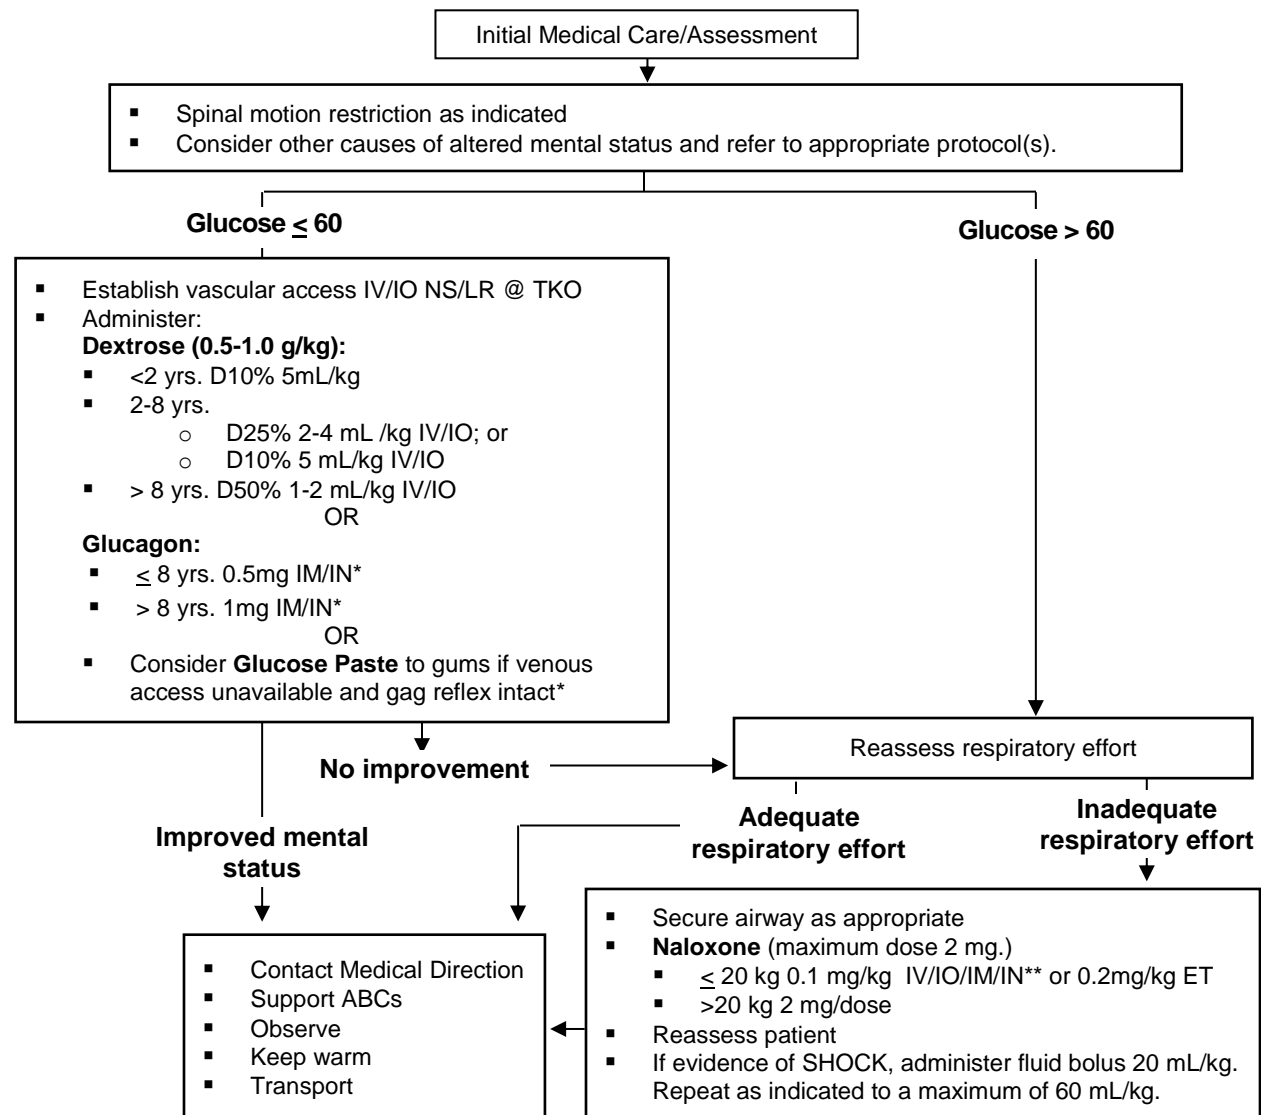 Initial Medical Care/Assessment
▪ Spinal motion restriction as indicated
▪ Consider other causes of altered mental status and refer to appropriate protocol(s).
Glucose ≤ 60
Glucose > 60
▪ Establish vascular access IV/IO NS/LR @ TKO
▪ Administer:
Dextrose (0.5-1.0 g/kg):
▪ <2 yrs. D10% 5mL/kg
▪ 2-8 yrs.
o D25% 2-4 mL /kg IV/IO; or
o D10% 5 mL/kg IV/IO
▪ > 8 yrs. D50% 1-2 mL/kg IV/IO
OR
Glucagon:
▪ ≤ 8 yrs. 0.5mg IM/IN*
▪ > 8 yrs. 1mg IM/IN*
OR
▪ Consider Glucose Paste to gums if venous
access unavailable and gag reflex intact*
No improvement
Reassess respiratory effort
Improved mental
status
Adequate
respiratory effort
Inadequate
respiratory effort
▪ Contact Medical Direction
▪ Support ABCs
▪ Observe
▪ Keep warm
▪ Transport
▪ Secure airway as appropriate
▪ Naloxone (maximum dose 2 mg.)
▪ ≤ 20 kg 0.1 mg/kg IV/IO/IM/IN** or 0.2mg/kg ET
▪ >20 kg 2 mg/dose
▪ Reassess patient
▪ If evidence of SHOCK, administer fluid bolus 20 mL/kg.
Repeat as indicated to a maximum of 60 mL/kg.